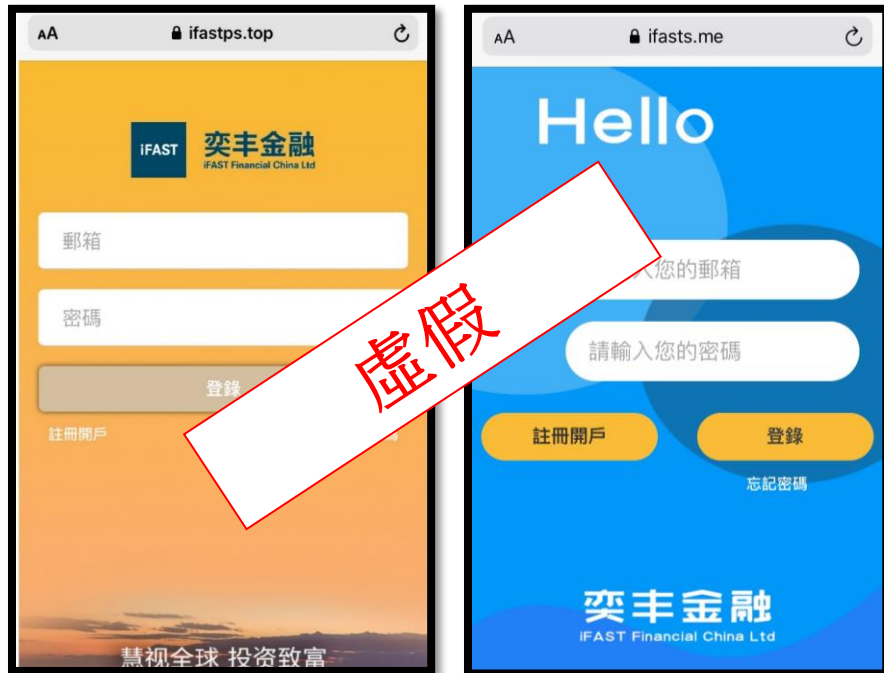 AA ifastps.top
iFAST 奕丰金融
iFAST Financial China Ltd
郵箱
密碼
登錄
註冊開戶
慧视全球 投资致富
虛假
AA ifasts.me
Hello
入您的郵箱
請輸入您的密碼
註冊開戶
登錄
忘記密碼
奕丰金融
iFAST Financial China Ltd